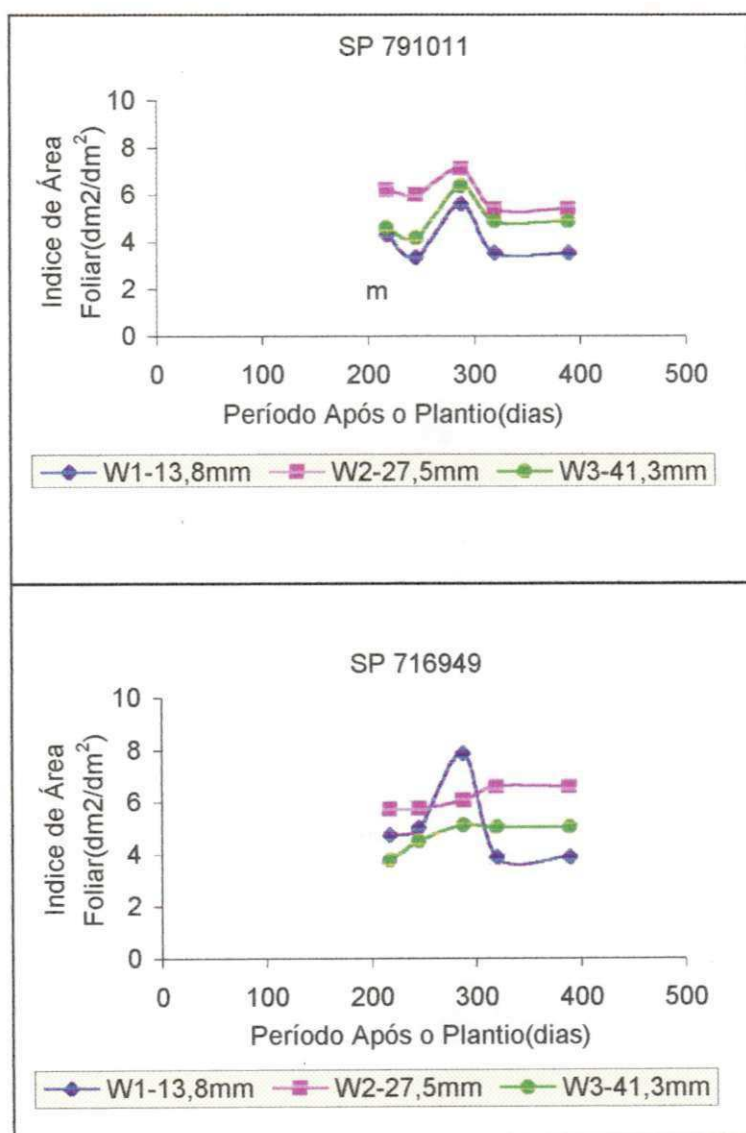 SP 791011
Indice de Área
Foliar(dm2/dm²)
10
8
6
4
2
0
m
0 100 200 300 400 500
Período Após o Plantio(dias)
W1-13,8mm W2-27,5mm W3-41,3mm
SP 716949
Indice de Área
Foliar(dm2/dm²)
10
8
6
4
2
0
0 100 200 300 400 500
Período Após o Plantio(dias)
W1-13,8mm W2-27,5mm W3-41,3mm